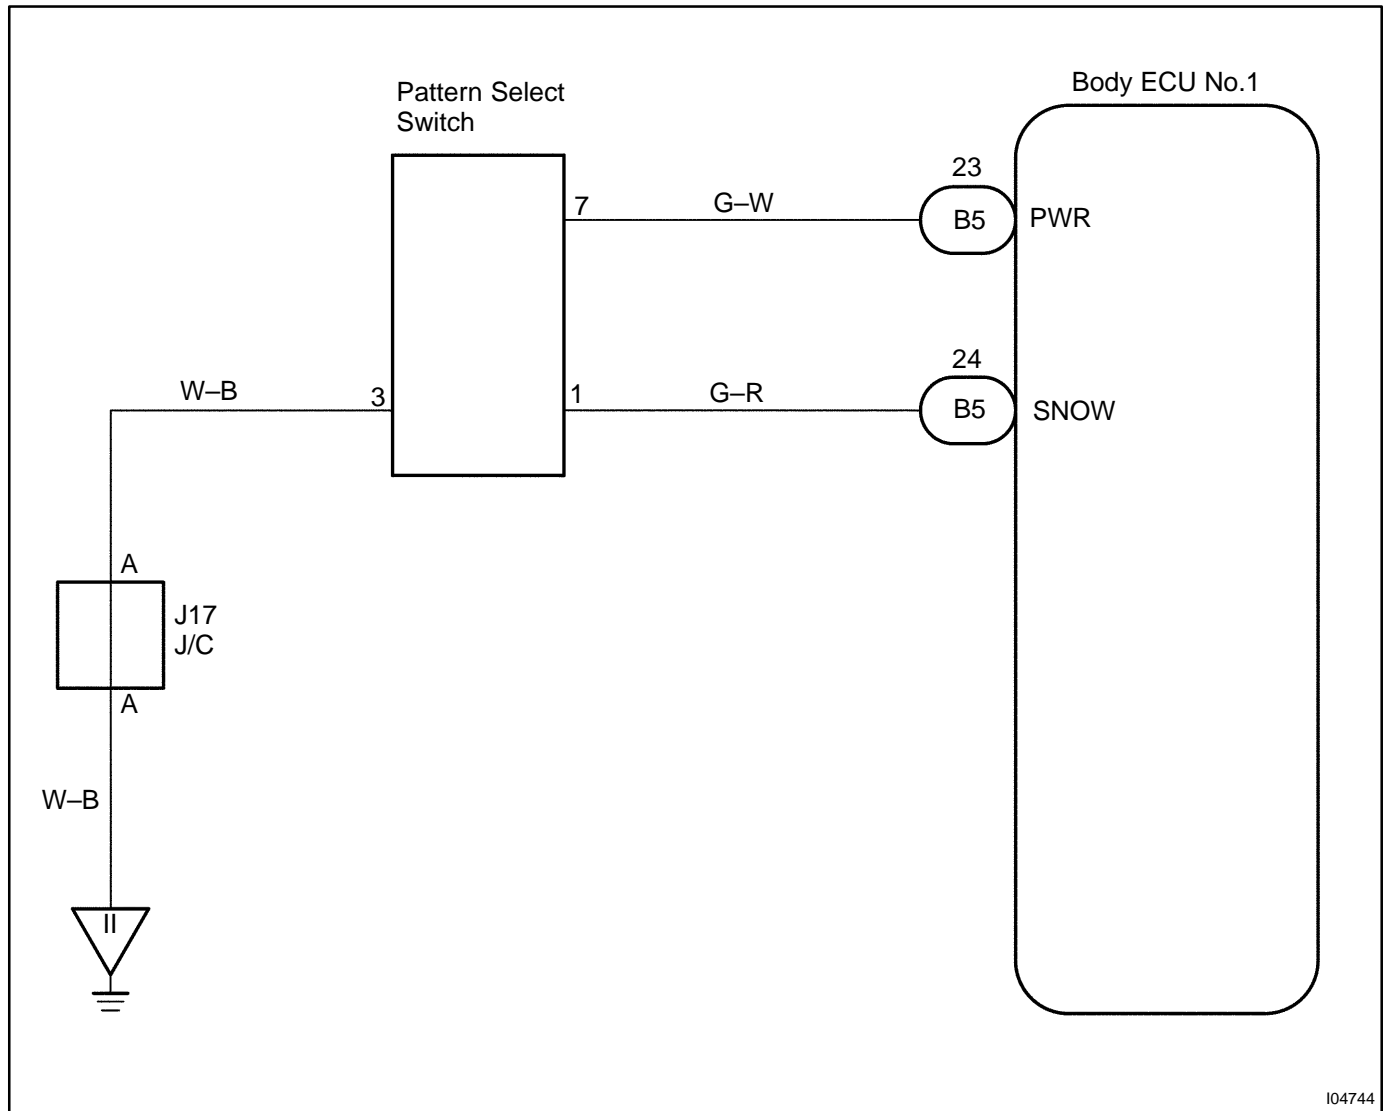 Body ECU No.1
Pattern Select
Switch
23
7
G–W
B5
PWR
24
W–B
3
1
G–R
B5
SNOW
A
J17
J/C
A
W–B
II
I04744